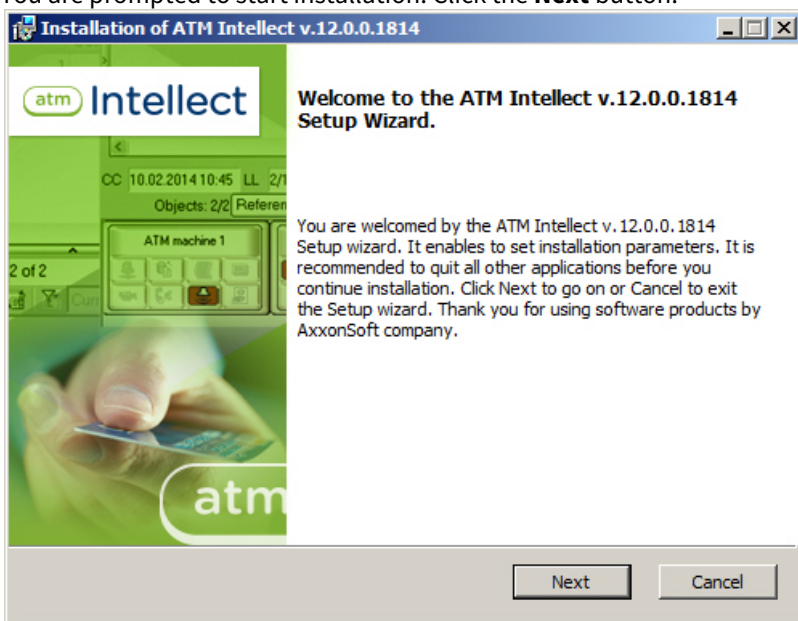 You are prompted to start installation. Click the Next button.
Installation of ATM Intellect v.12.0.0.1814
atm Intellect
Welcome to the ATM Intellect v.12.0.0.1814
Setup Wizard.
CC 10.02.2014 10:45 LL 2/1
Objects: 2/2 Referen
ATM machine 1
2 of 2
You are welcomed by the ATM Intellect v.12.0.0.1814
Setup wizard. It enables to set installation parameters. It is
recommended to quit all other applications before you
continue installation. Click Next to go on or Cancel to exit
the Setup wizard. Thank you for using software products by
AxxonSoft company.
atm
Next Cancel